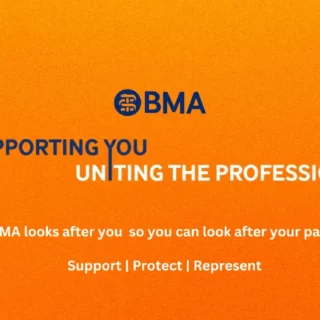 BMA
PPORTING YOU
UNITING THE PROFESSIO
MA looks after you so you can look after your pa
Support | Protect | Represent